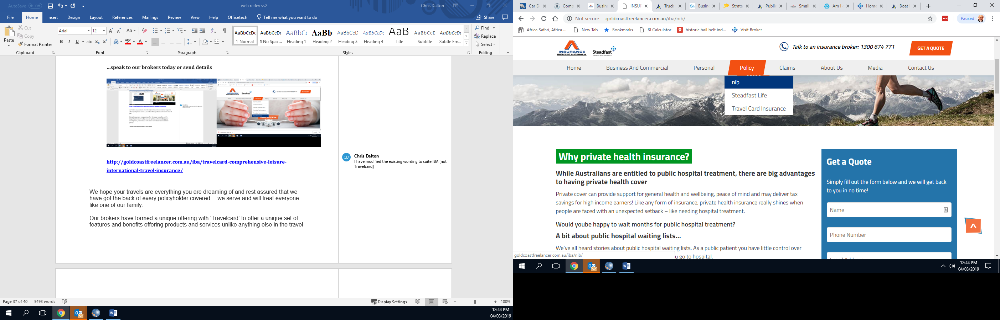 AutoSave Off
web redev vs2
Chris Dalton
File Home Insert Design Layout References Mailings Review View Help Officetech Tell me what you want to do
Share
Paste
Cut
Copy
Format Painter
Clipboard
Arial 12
Font
Paragraph
AaBbCcDc AaBbCcDc AaBbC( AaBb AaBbCcD AaBbCcDc AaB AaBbCcD AaBbCcDc
¶ Normal ¶ No Spac... Heading 1 Heading 2 Heading 3 Heading 4 Title Subtitle Subtle Em...
Styles
Find
Replace
Select
Editing
...speak to our brokers today or send details
http://goldcoastfreelancer.com.au/iba/travelcard-comprehensive-leisure-
international-travel-insurance/
CD
Chris Dalton
I have modified the existing wording to suite IBA [not
Travelcard]
We hope your travels are everything you are dreaming of and rest assured that we
have got the back of every policyholder covered… we serve and will treat everyone
like one of our family.
Our brokers have formed a unique offering with ‘Travelcard’ to offer a unique set of
features and benefits offering products and services unlike anything else in the travel
Page 37 of 40 5493 words
Display Settings
100%
12:44 PM
04/03/2019
Car D Comp Busin INSUF Truck Busin Strata Public Small Am I Home Boat
Not secure | goldcoastfreelancer.com.au/iba/nib/
Paused
Africa Safari, Africa ... New Tab Bookmarks BI Calculator historic hail belt ind... Visit Broker
INSURANCE
BROKERS AUSTRALIA
Steadfast
Talk to an insurance broker: 1300 674 771
GET A QUOTE
Home Business And Commercial Personal Policy Claims About Us Media Contact Us
nib
Steadfast Life
Travel Card Insurance
Why private health insurance?
While Australians are entitled to public hospital treatment, there are big advantages
to having private health cover
Private cover can provide support for general health and wellbeing, peace of mind and may deliver tax
savings for high income earners! Like any form of insurance, private health insurance really shines when
people are faced with an unexpected setback – like needing hospital treatment.
Would yoube happy to wait months for public hospital treatment?
A bit about public hospital waiting lists…
We’ve all heard stories about public hospital waiting lists. As a public patient you have little control over
u go to hospital.
goldcoastfreelancer.com.au/iba/nib/
Get a Quote
Simply fill out the form below and we will get back
to you in no time!
Name
Phone Number
12:44 PM
04/03/2019